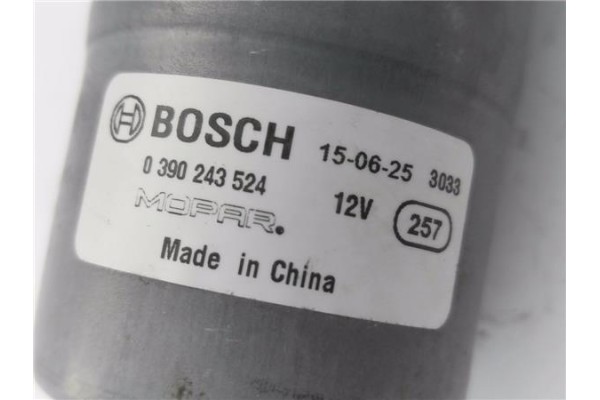 BOSCH 15-06-25 3033
0 390 243 524 12V 257
MOPAR.
Made in China